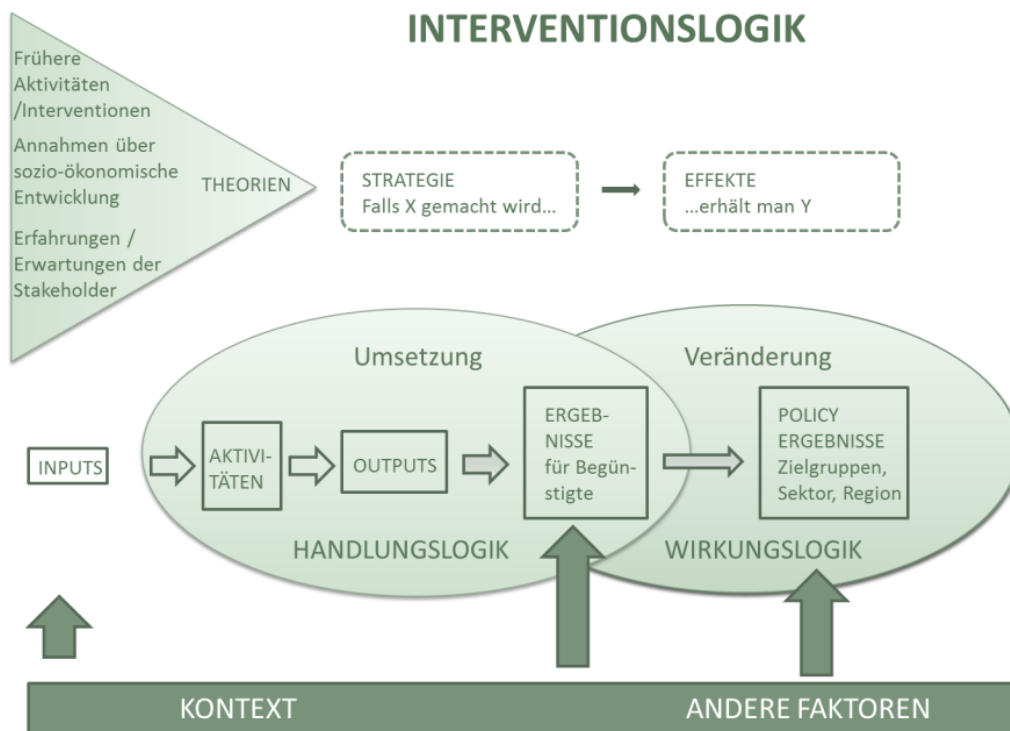 INTERVENTIONSLOGIK
Frühere
Aktivitäten
/Interventionen
Annahmen über
sozio-ökonomische
Entwicklung
THEORIEN
Erfahrungen /
Erwartungen der
Stakeholder
STRATEGIE
Falls X gemacht wird...
EFFEKTE
...erhält man Y
Umsetzung
Veränderung
INPUTS
AKTIVI-
TÄTEN
OUTPUTS
ERGEB-
NISSE
für Begün-
stigte
POLICY
ERGEBNISSE
Zielgruppen,
Sektor, Region
HANDLUNGSLOGIK
WIRKUNGSLOGIK
KONTEXT
ANDERE FAKTOREN